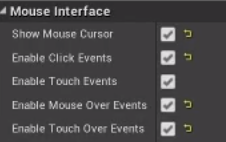 Mouse Interface
Show Mouse Cursor
Enable Click Events
Enable Touch Events
Enable Mouse Over Events
Enable Touch Over Events